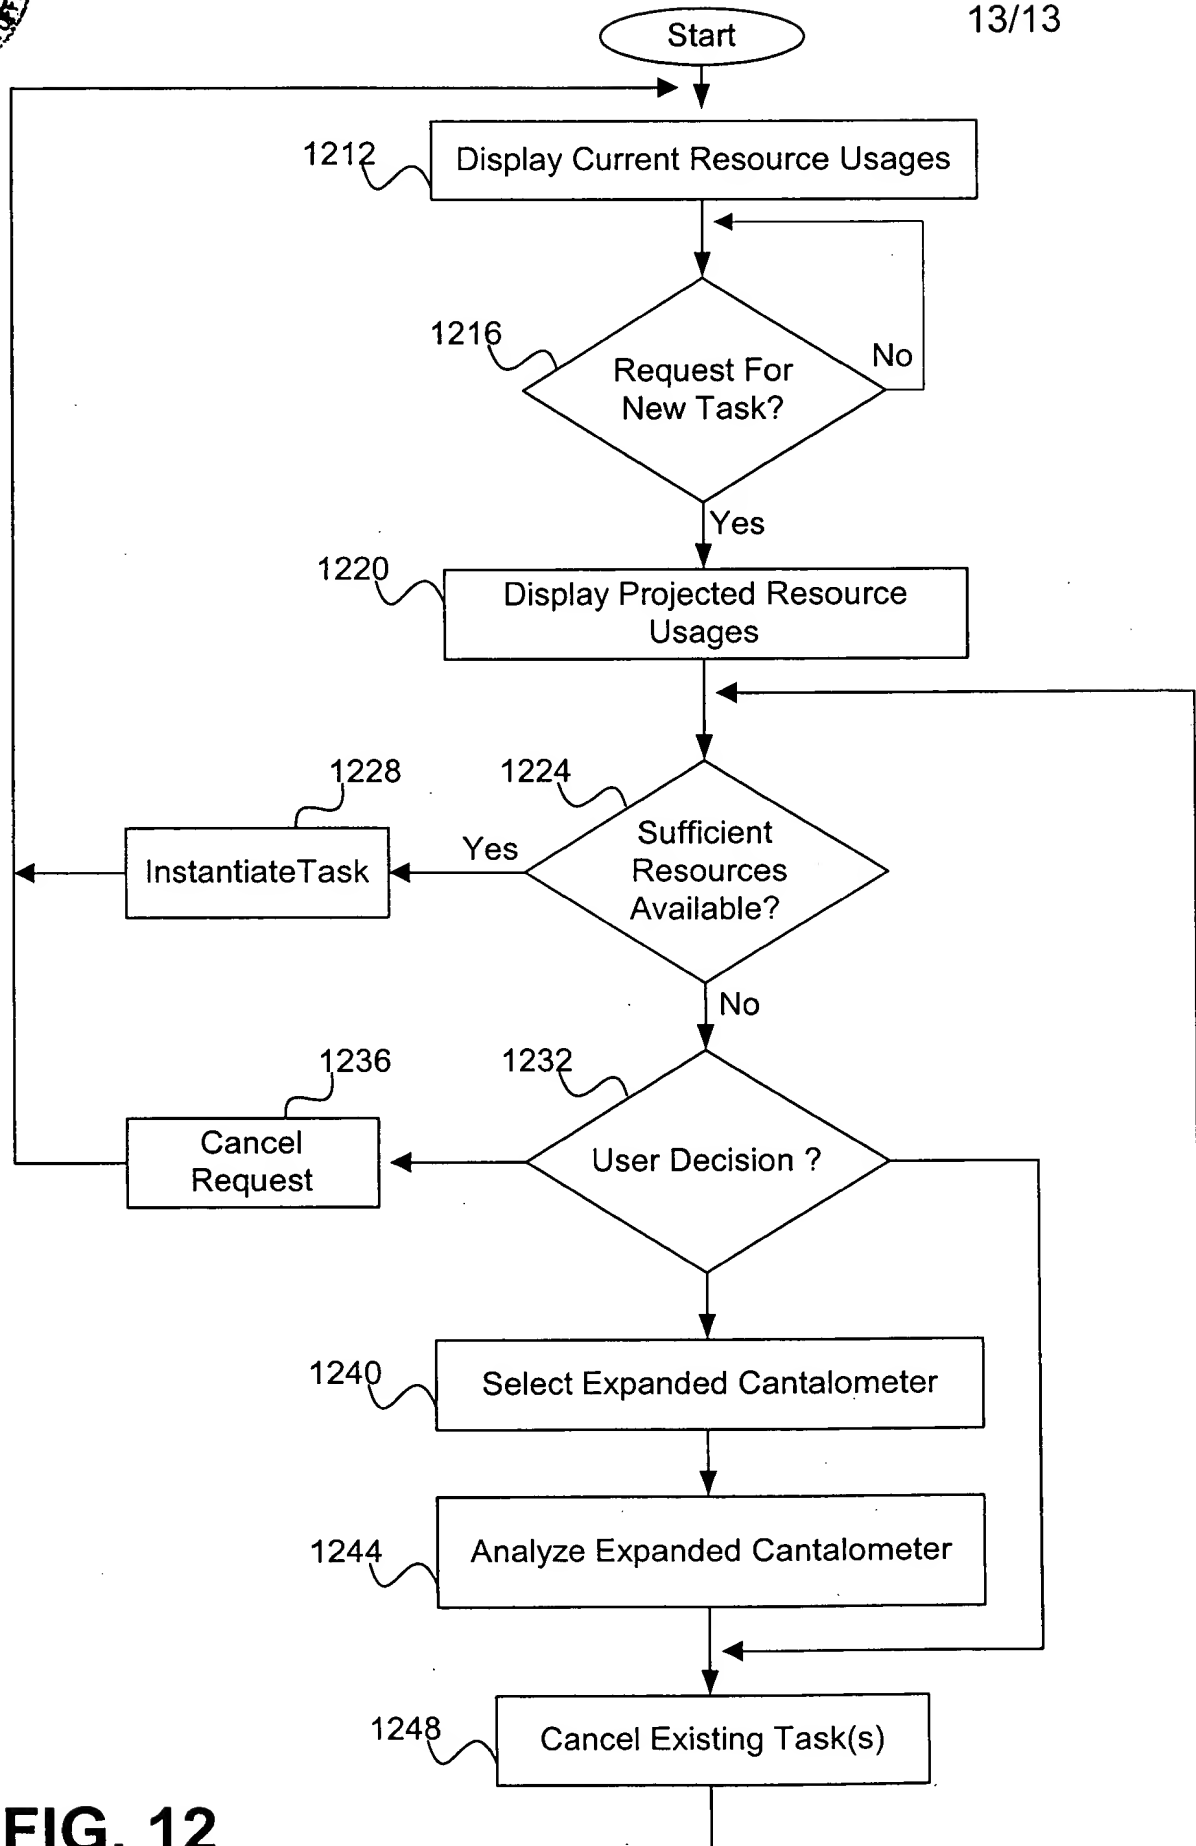 13/13
Start
1212
Display Current Resource Usages
1216
Request For
New Task?
No
Yes
1220
Display Projected Resource
Usages
1228
1224
InstantiateTask
Yes
Sufficient
Resources
Available?
No
1236
1232
Cancel
Request
User Decision ?
1240
Select Expanded Cantalometer
1244
Analyze Expanded Cantalometer
1248
Cancel Existing Task(s)
FIG. 12